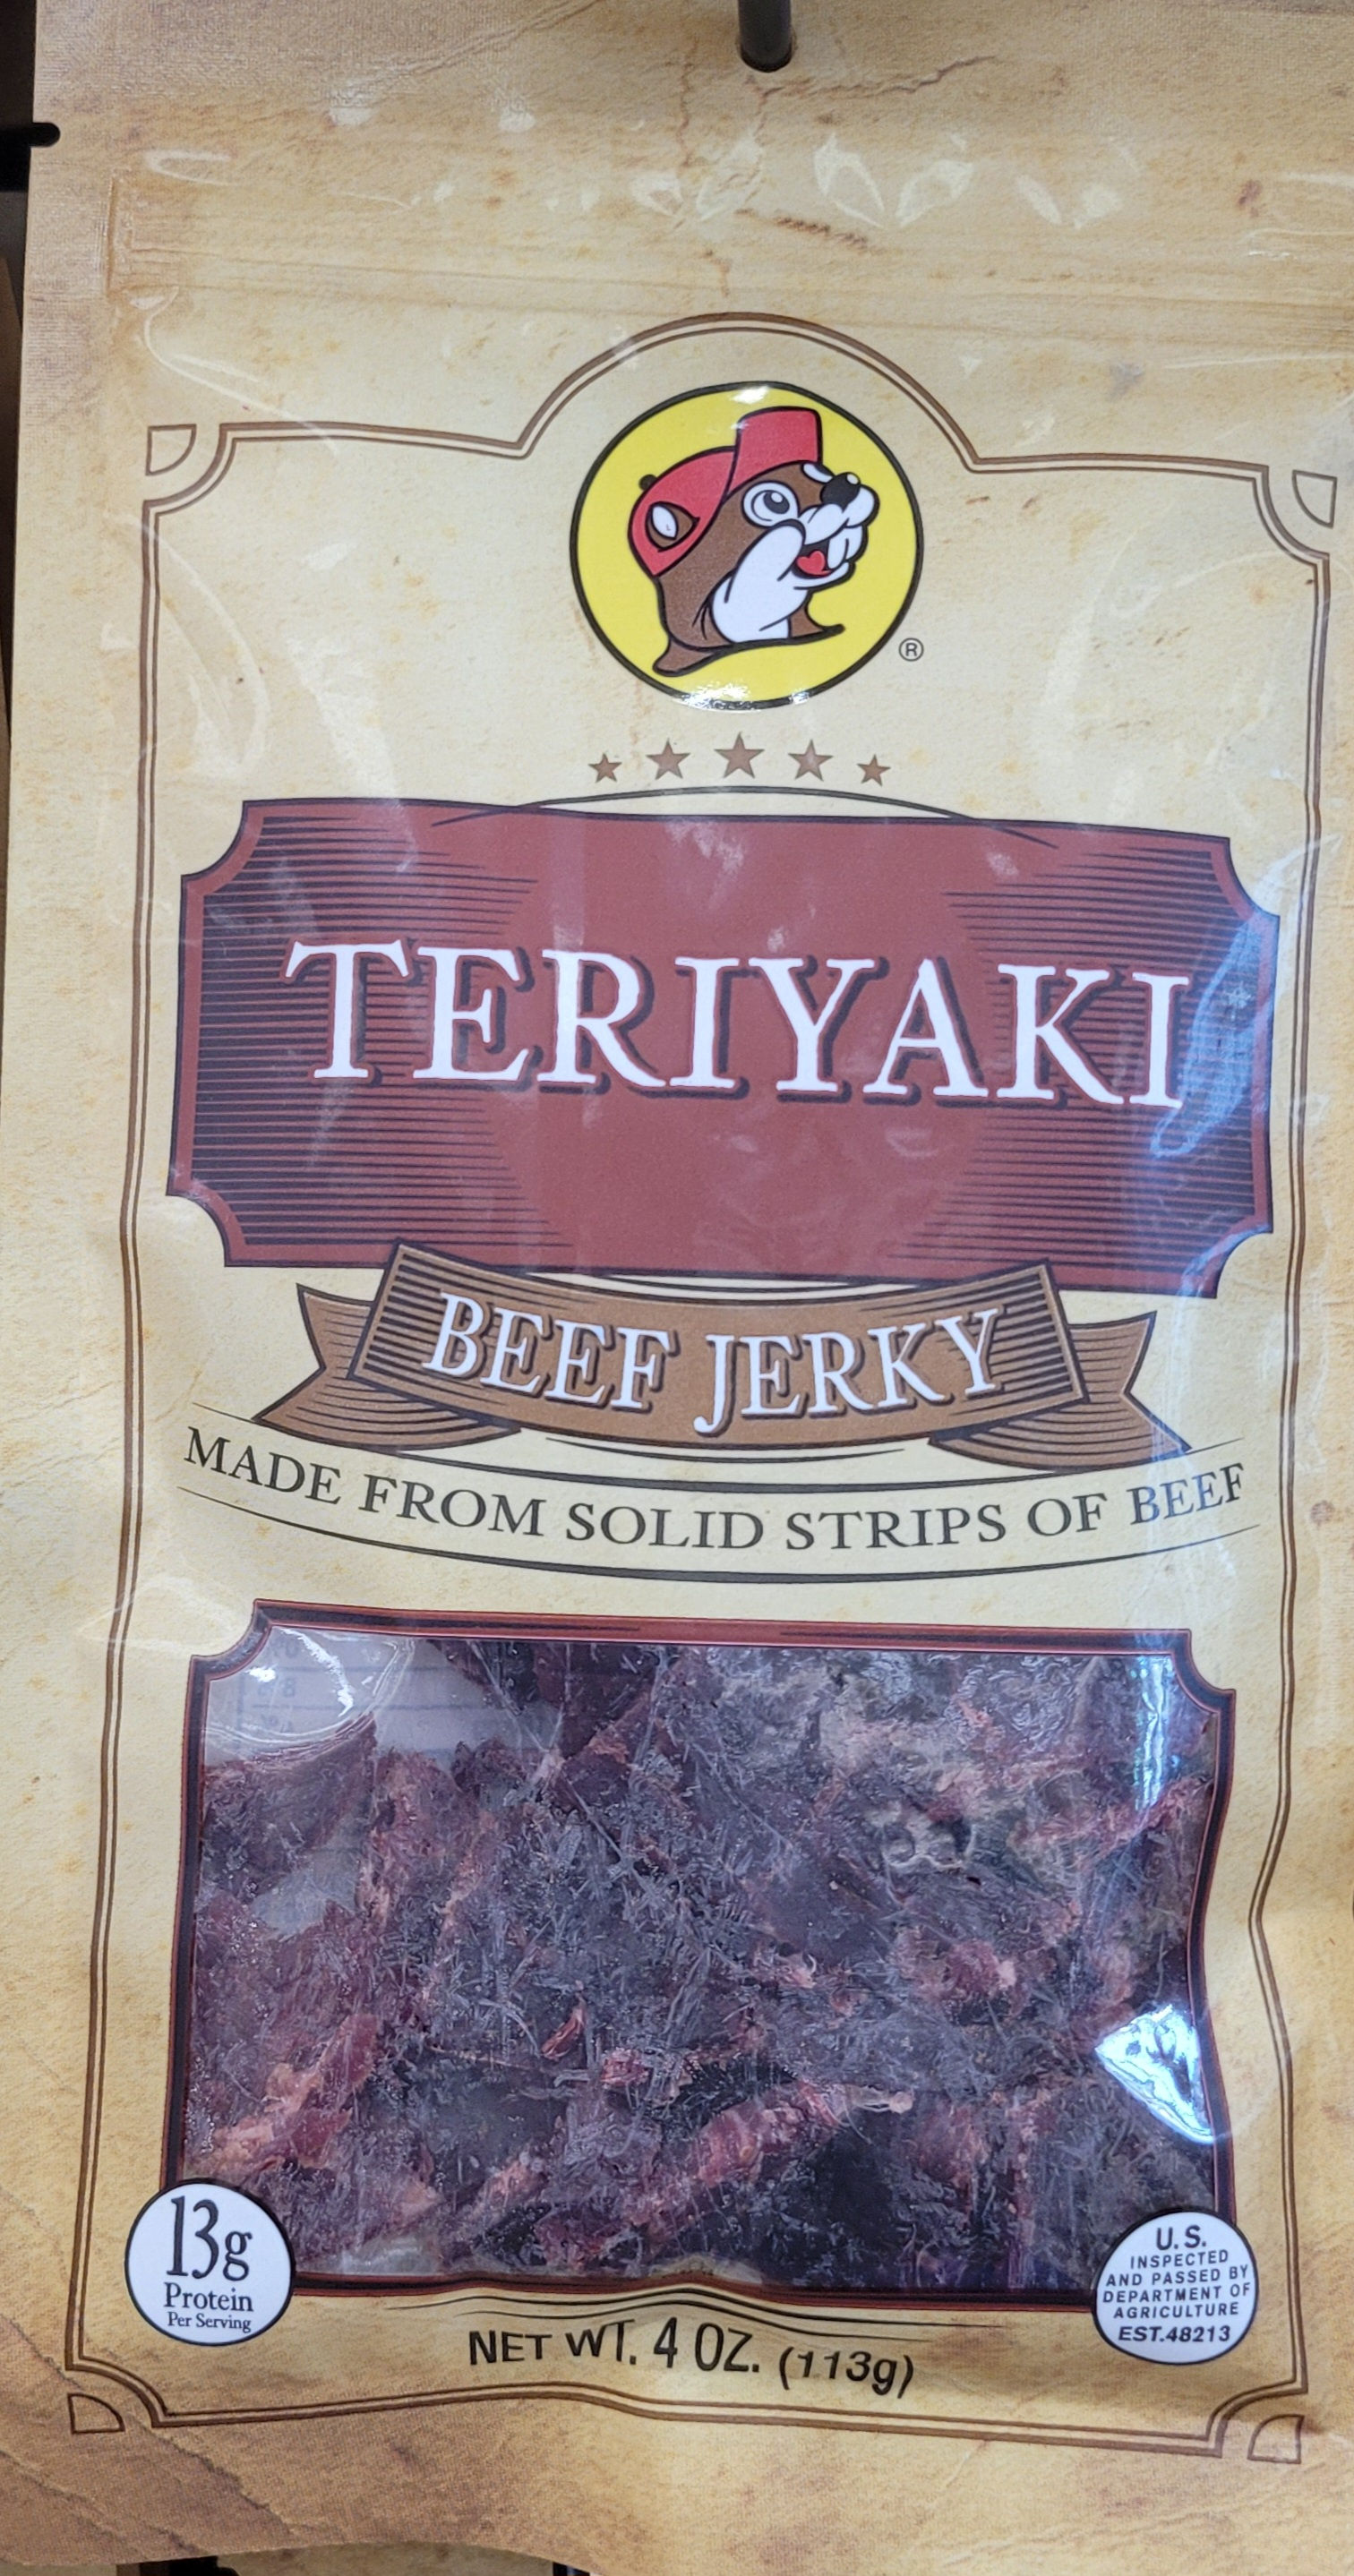 ®
TERIYAKI
BEEF JERKY
MADE FROM SOLID STRIPS OF BEEF
13g
Protein
Per Serving
U.S.
INSPECTED
AND PASSED BY
DEPARTMENT OF
AGRICULTURE
EST.48213
NET WT. 4 OZ. (113g)